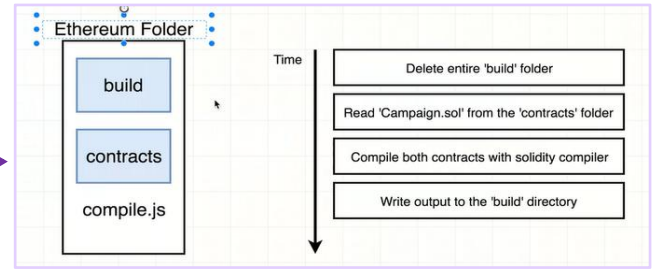 Ethereum Folder
build
contracts
compile.js
Time
Delete entire 'build' folder
Read 'Campaign.sol' from the 'contracts' folder
Compile both contracts with solidity compiler
Write output to the 'build' directory